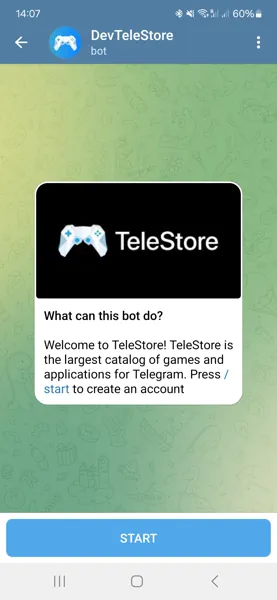 14:07 60%
DevTeleStore
bot
TeleStore
What can this bot do?
Welcome to TeleStore! TeleStore is
the largest catalog of games and
applications for Telegram. Press /
start to create an account
START